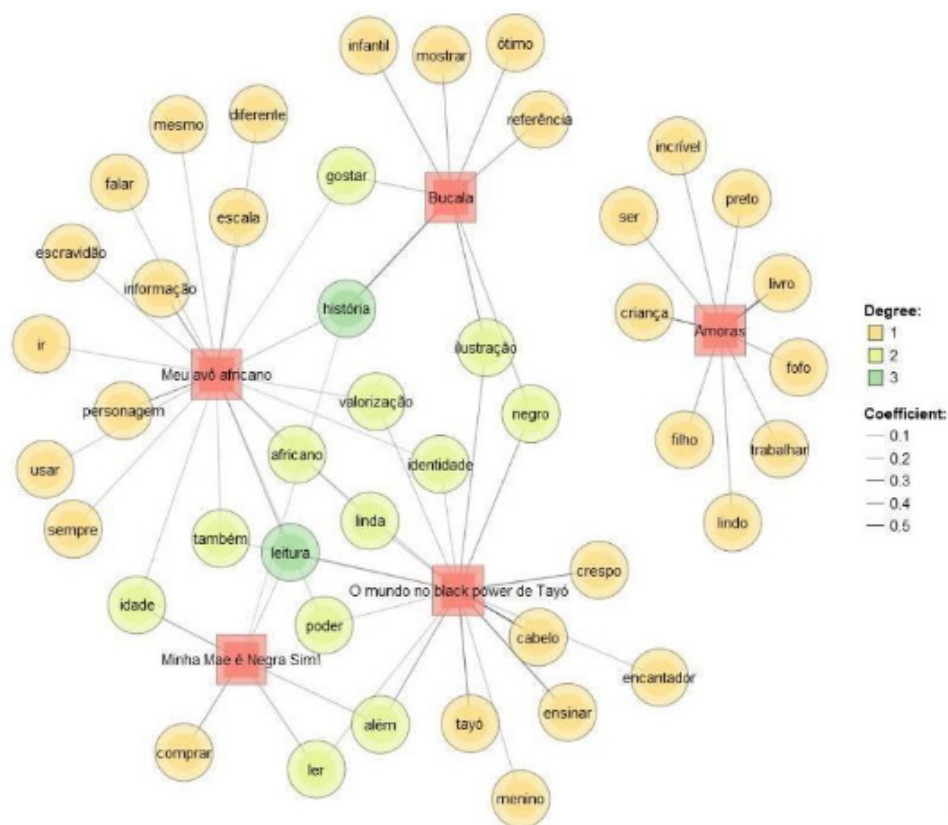 infantil
mostrar
ótimo
diferente
mesmo
referência
incrível
gostar
falar
Bucala
preto
escala
ser
escravidão
informação
livro
história
criança
Amoras
ir
ilustração
fofo
Meu avô africano
valorização
negro
personagem
filho
africano
identidade
trabalhar
usar
linda
lindo
sempre
também
leitura
crespo
O mundo no black power de Tayó
idade
poder
cabelo
Minha Mae é Negra Sim!
encantador
ensinar
além
tayó
comprar
ler
menino
Degree:
1
2
3
Coefficient:
0.1
0.2
0.3
0.4
0.5